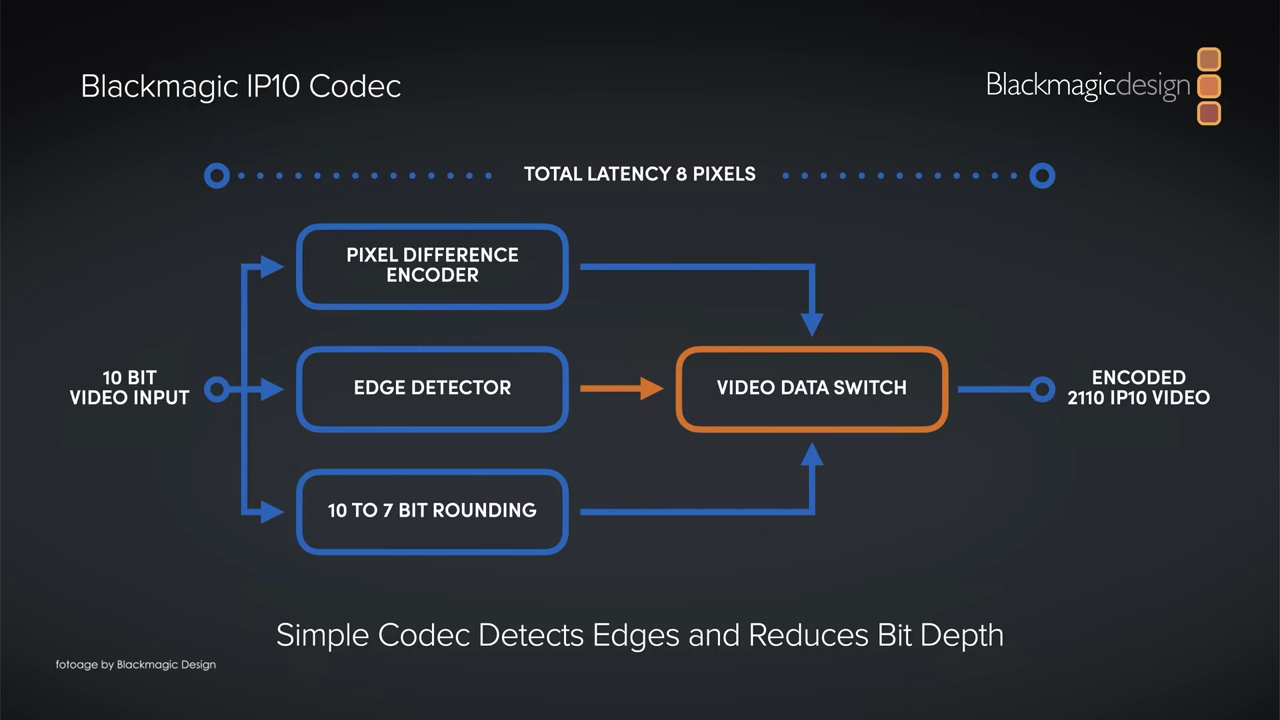 Blackmagic IP10 Codec
Blackmagicdesign
TOTAL LATENCY 8 PIXELS
PIXEL DIFFERENCE
ENCODER
10 BIT
VIDEO INPUT
EDGE DETECTOR
VIDEO DATA SWITCH
ENCODED
2110 IP10 VIDEO
10 TO 7 BIT ROUNDING
Simple Codec Detects Edges and Reduces Bit Depth
fotoage by Blackmagic Design